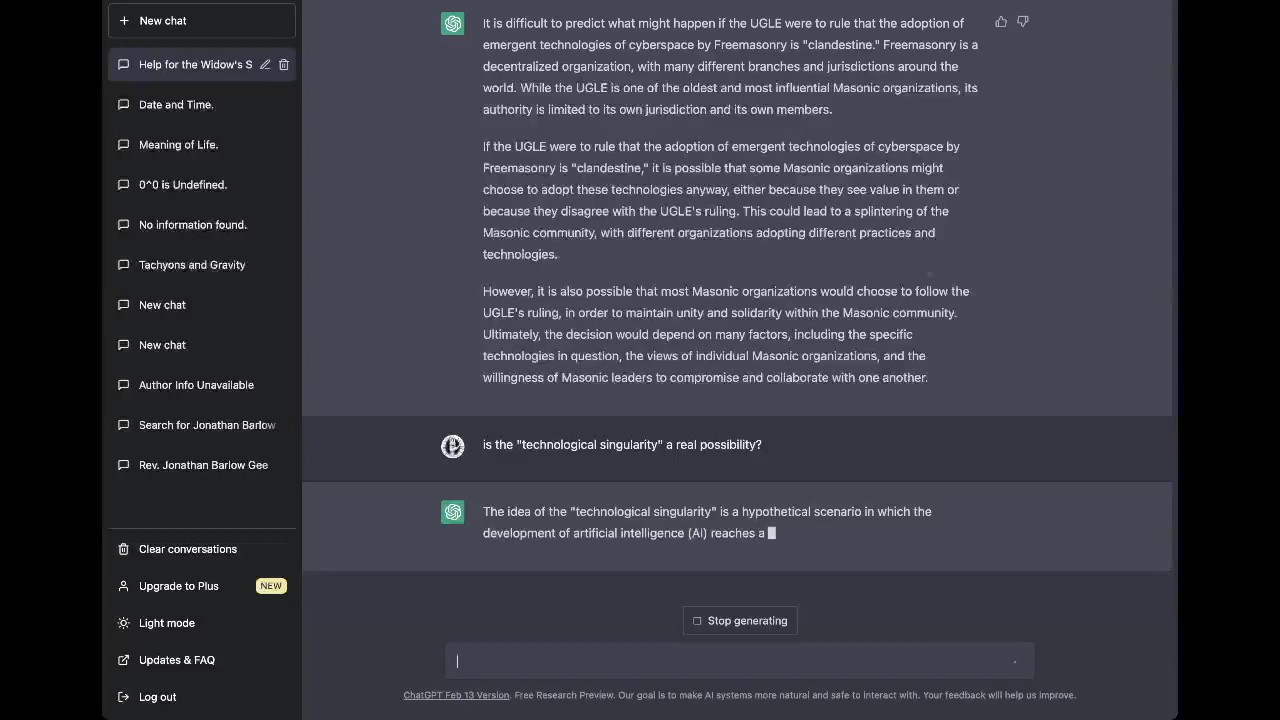 New chat
Help for the Widow's S
Date and Time.
Meaning of Life.
0^0 is Undefined.
No information found.
Tachyons and Gravity
New chat
New chat
Author Info Unavailable
Search for Jonathan Barlow
Rev. Jonathan Barlow Gee
Clear conversations
Upgrade to Plus NEW
Light mode
Updates & FAQ
Log out
It is difficult to predict what might happen if the UGLE were to rule that the adoption of
emergent technologies of cyberspace by Freemasonry is "clandestine." Freemasonry is a
decentralized organization, with many different branches and jurisdictions around the
world. While the UGLE is one of the oldest and most influential Masonic organizations, its
authority is limited to its own jurisdiction and its own members.
If the UGLE were to rule that the adoption of emergent technologies of cyberspace by
Freemasonry is "clandestine," it is possible that some Masonic organizations might
choose to adopt these technologies anyway, either because they see value in them or
because they disagree with the UGLE's ruling. This could lead to a splintering of the
Masonic community, with different organizations adopting different practices and
technologies.
However, it is also possible that most Masonic organizations would choose to follow the
UGLE's ruling, in order to maintain unity and solidarity within the Masonic community.
Ultimately, the decision would depend on many factors, including the specific
technologies in question, the views of individual Masonic organizations, and the
willingness of Masonic leaders to compromise and collaborate with one another.
is the "technological singularity" a real possibility?
The idea of the "technological singularity" is a hypothetical scenario in which the
development of artificial intelligence (AI) reaches a
Stop generating
ChatGPT Feb 13 Version. Free Research Preview. Our goal is to make AI systems more natural and safe to interact with. Your feedback will help us improve.